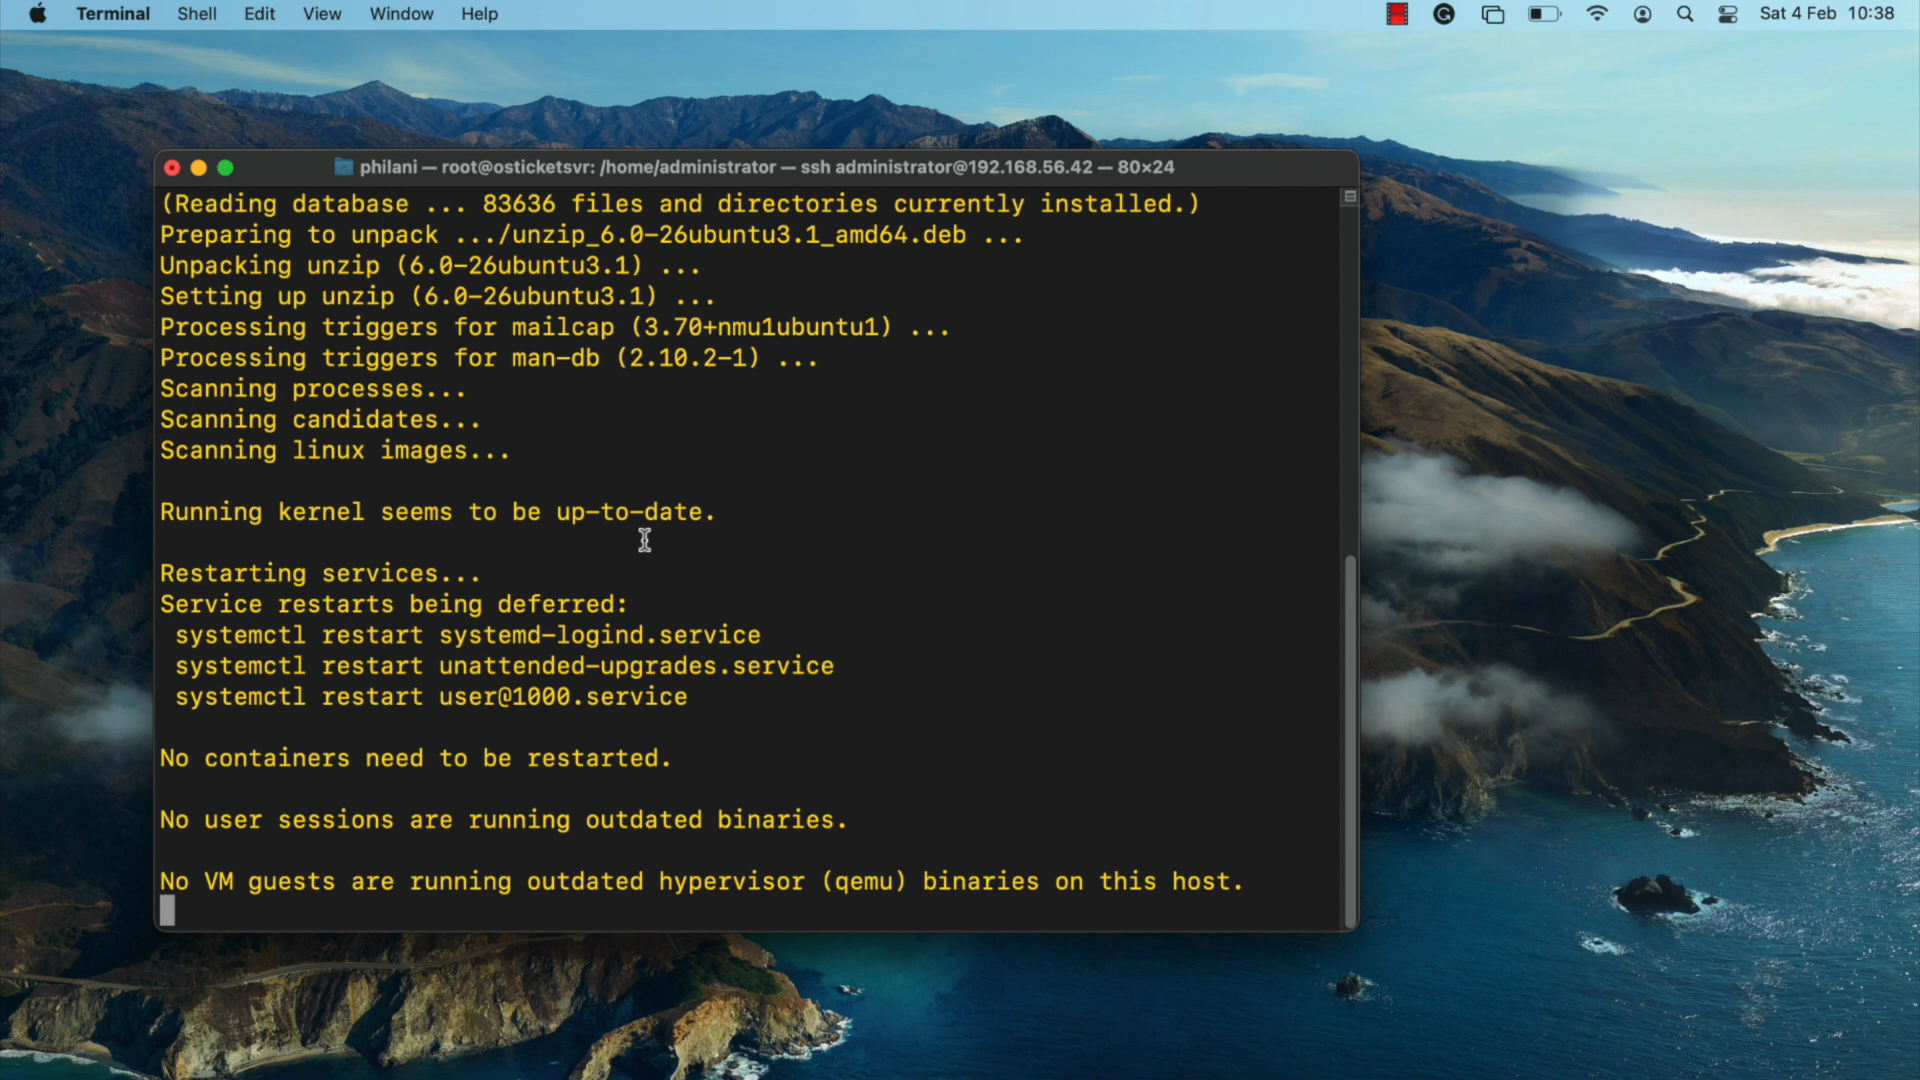 Terminal Shell Edit View Window Help Sat 4 Feb 10:38
philani — root@osticketsvr: /home/administrator — ssh administrator@192.168.56.42 — 80×24
(Reading database ... 83636 files and directories currently installed.)
Preparing to unpack .../unzip_6.0-26ubuntu3.1_amd64.deb ...
Unpacking unzip (6.0-26ubuntu3.1) ...
Setting up unzip (6.0-26ubuntu3.1) ...
Processing triggers for mailcap (3.70+nmu1ubuntu1) ...
Processing triggers for man-db (2.10.2-1) ...
Scanning processes...
Scanning candidates...
Scanning linux images...
Running kernel seems to be up-to-date.
Restarting services...
Service restarts being deferred:
systemctl restart systemd-logind.service
systemctl restart unattended-upgrades.service
systemctl restart user@1000.service
No containers need to be restarted.
No user sessions are running outdated binaries.
No VM guests are running outdated hypervisor (qemu) binaries on this host.